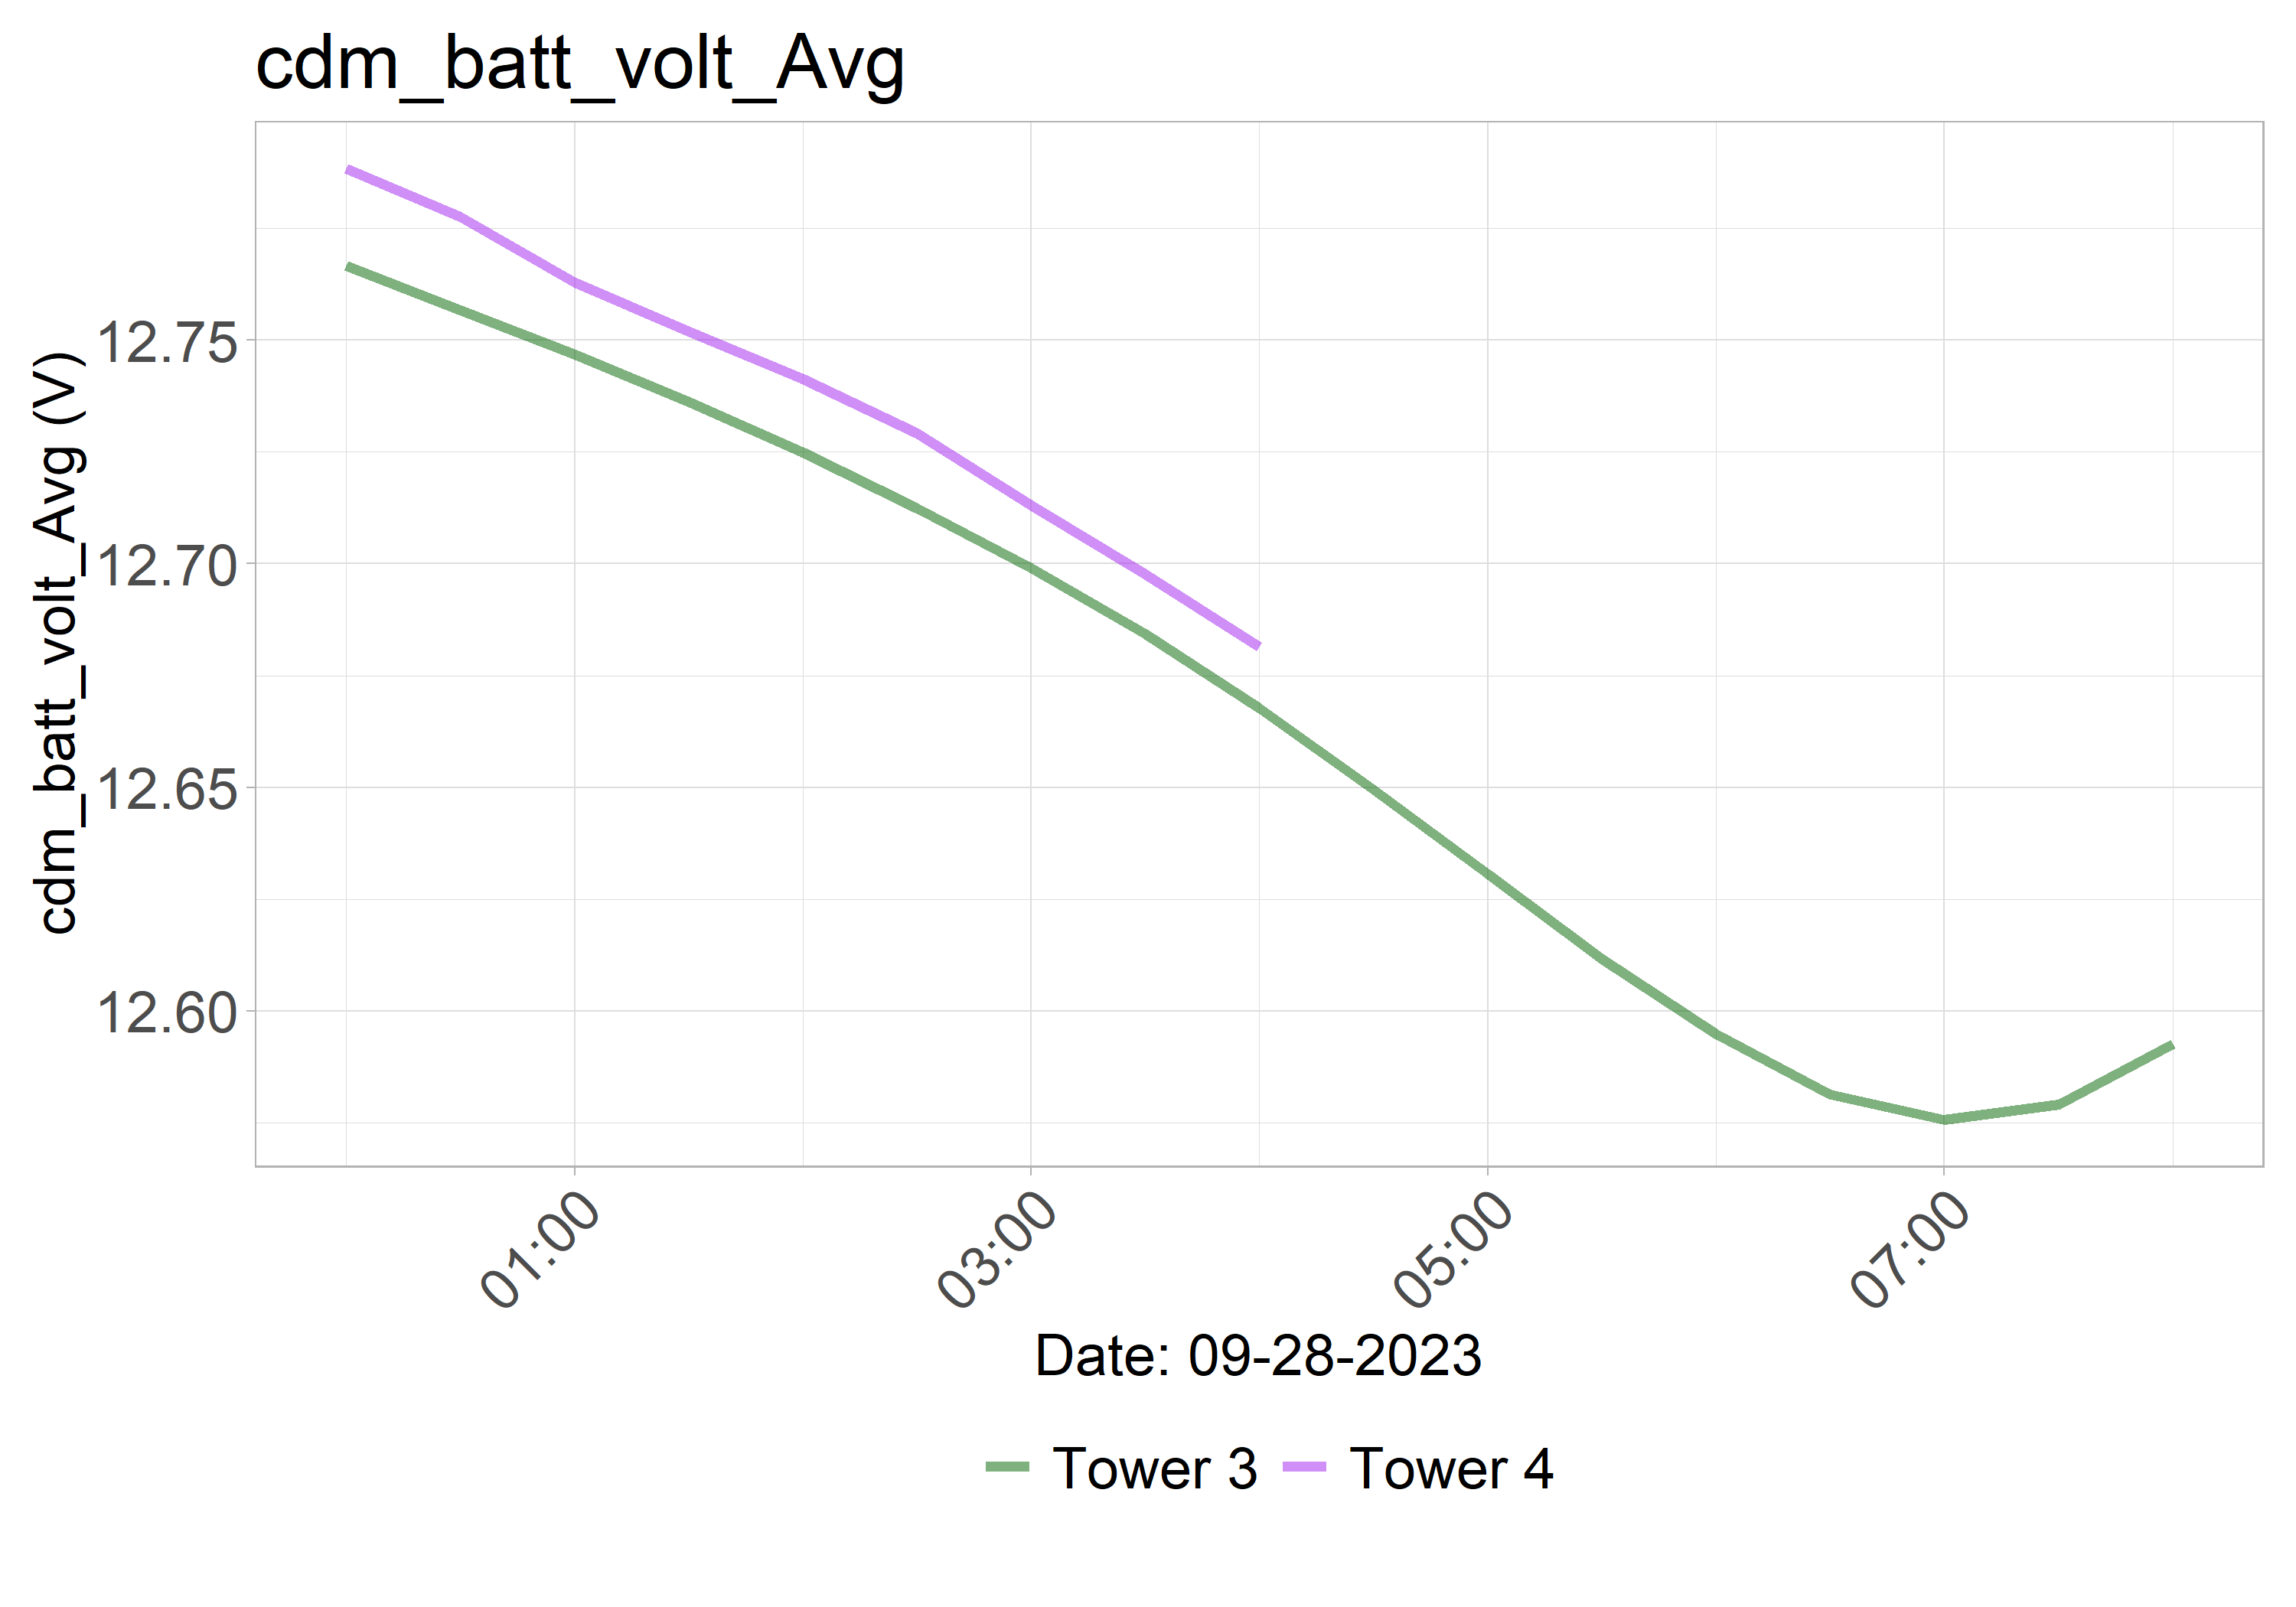 cdm_batt_volt_Avg
cdm_batt_volt_Avg (V)
12.75
12.70
12.65
12.60
01:00
03:00
05:00
07:00
Date: 09-28-2023
Tower 3
Tower 4